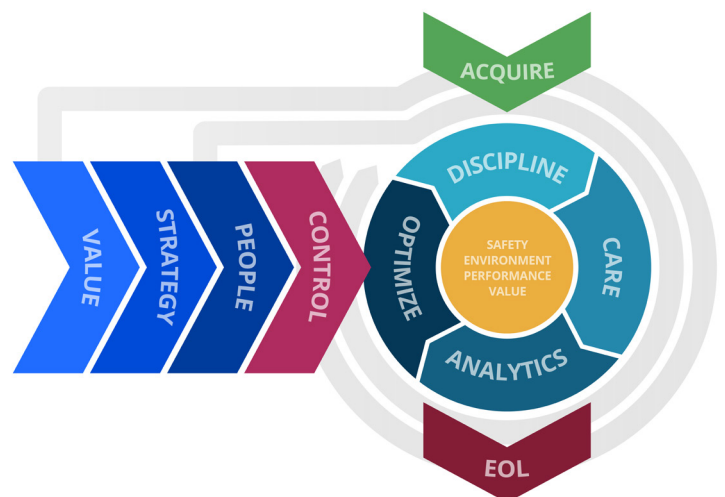 ACQUIRE
VALUE
STRATEGY
PEOPLE
CONTROL
DISCIPLINE
CARE
ANALYTICS
OPTIMIZE
SAFETY
ENVIRONMENT
PERFORMANCE
VALUE
EOL